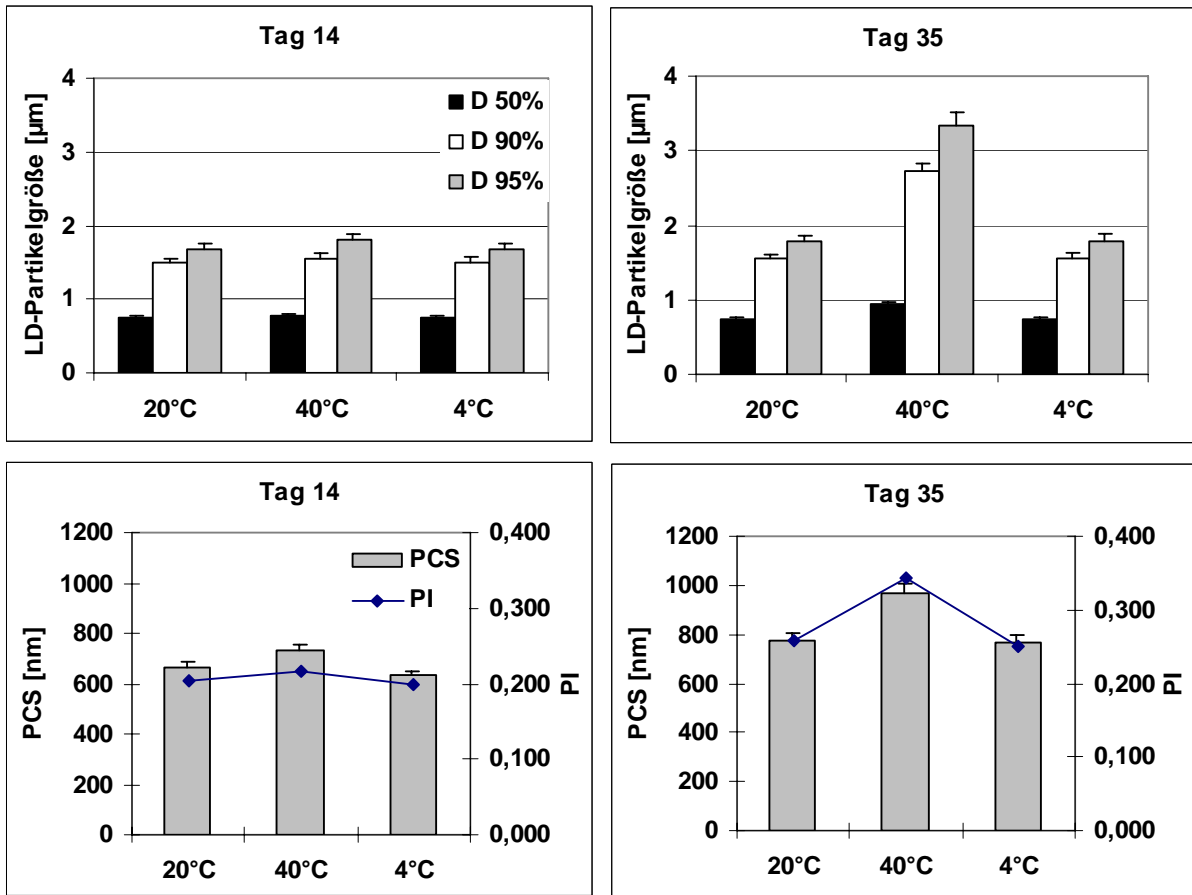 Tag 14
LD-Partikelgröße [µm]
4
3
2
1
0
D 50%
D 90%
D 95%
20°C 40°C 4°C
Tag 35
LD-Partikelgröße [µm]
4
3
2
1
0
20°C 40°C 4°C
Tag 14
PCS [nm]
1200
1000
800
600
400
200
0
PCS
PI
0,400
0,300
0,200
0,100
0,000
PI
20°C 40°C 4°C
Tag 35
PCS [nm]
1200
1000
800
600
400
200
0
0,400
0,300
0,200
0,100
0,000
PI
20°C 40°C 4°C